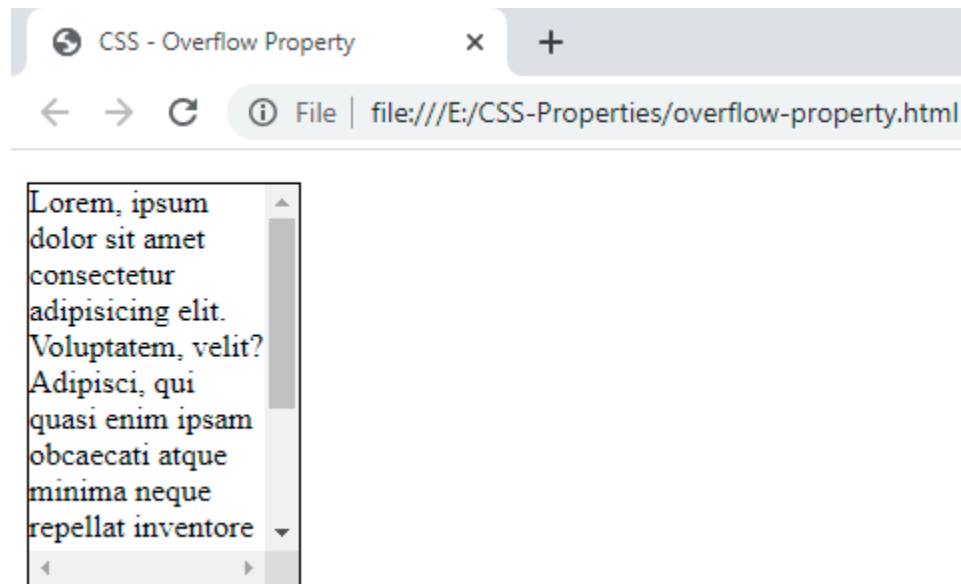 CSS - Overflow Property
File | file:///E:/CSS-Properties/overflow-property.html
Lorem, ipsum
dolor sit amet
consectetur
adipisicing elit.
Voluptatem, velit?
Adipisci, qui
quasi enim ipsam
obcaecati atque
minima neque
repellat inventore